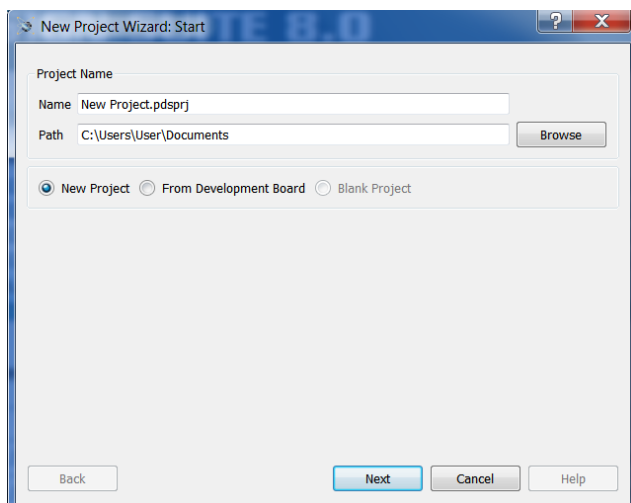 New Project Wizard: Start
Project Name
Name New Project.pdsprj
Path C:\Users\User\Documents Browse
New Project From Development Board Blank Project
Back Next Cancel Help